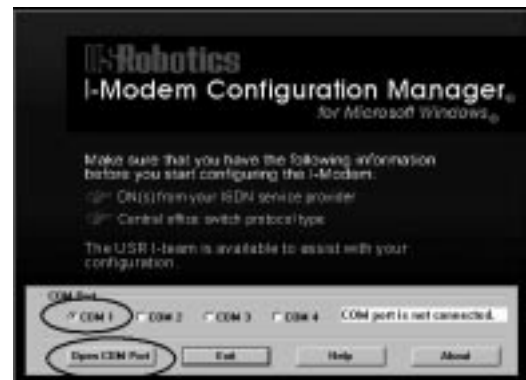 USRobotics
I-Modem Configuration Manager®
for Microsoft Windows®
Make sure that you have the following information
before you start configuring the I-Modem:
DN(s) from your ISDN service provider
Central office switch protocol type
The USR I-team is available to assist with your
configuration.
COM Port
COM 1 COM 2 COM 3 COM 4 COM port is not connected.
Open COM Port Exit Help About